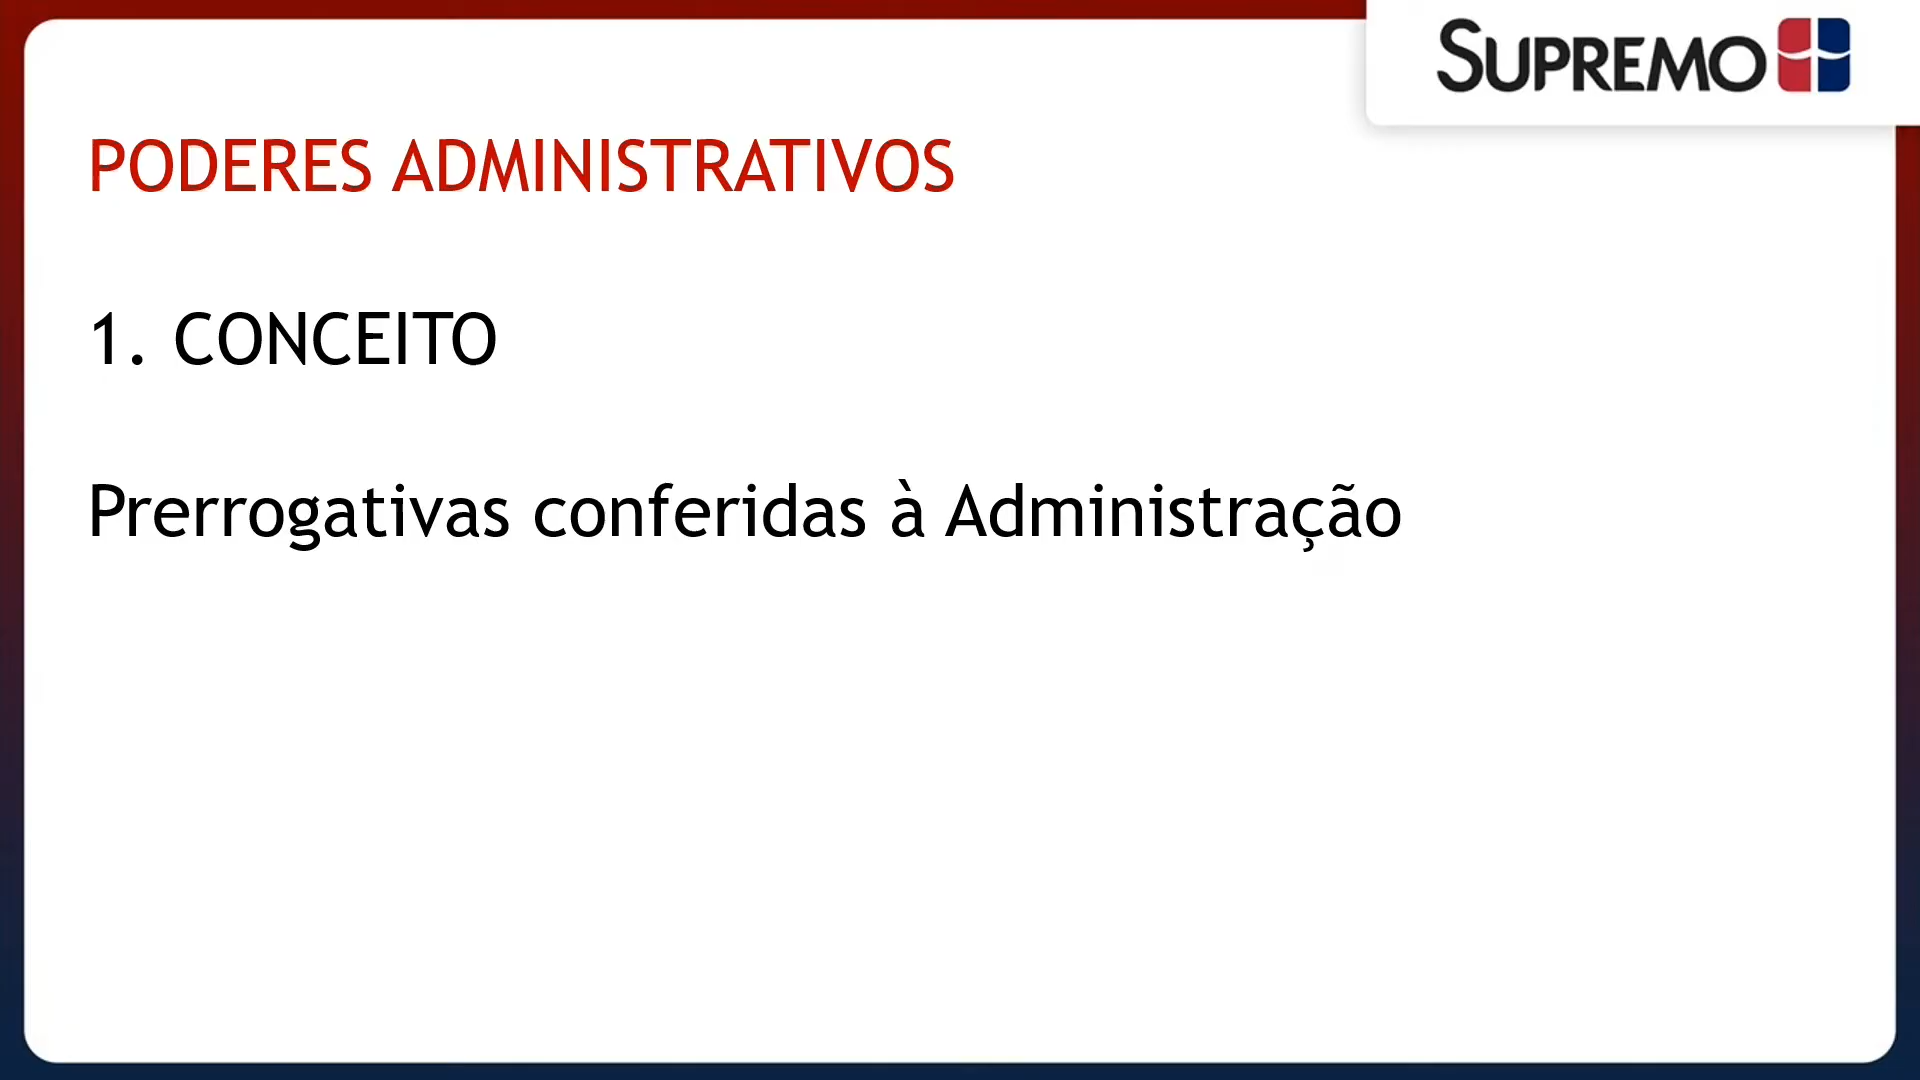 SUPREMO
PODERES ADMINISTRATIVOS
1. CONCEITO
Prerrogativas conferidas à Administração